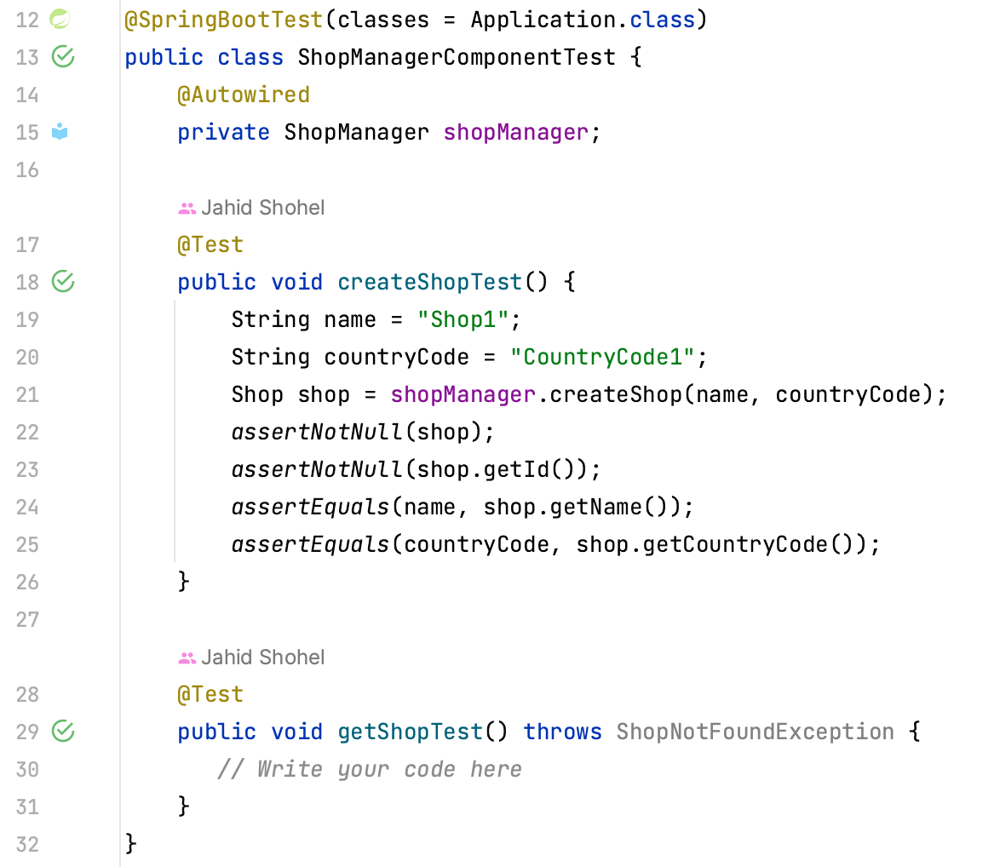 12 @SpringBootTest(classes = Application.class)
13 public class ShopManagerComponentTest {
14     @Autowired
15     private ShopManager shopManager;
16
    Jahid Shohel
17     @Test
18     public void createShopTest() {
19         String name = "Shop1";
20         String countryCode = "CountryCode1";
21         Shop shop = shopManager.createShop(name, countryCode);
22         assertNotNull(shop);
23         assertNotNull(shop.getId());
24         assertEquals(name, shop.getName());
25         assertEquals(countryCode, shop.getCountryCode());
26     }
27
    Jahid Shohel
28     @Test
29     public void getShopTest() throws ShopNotFoundException {
30        // Write your code here
31     }
32 }